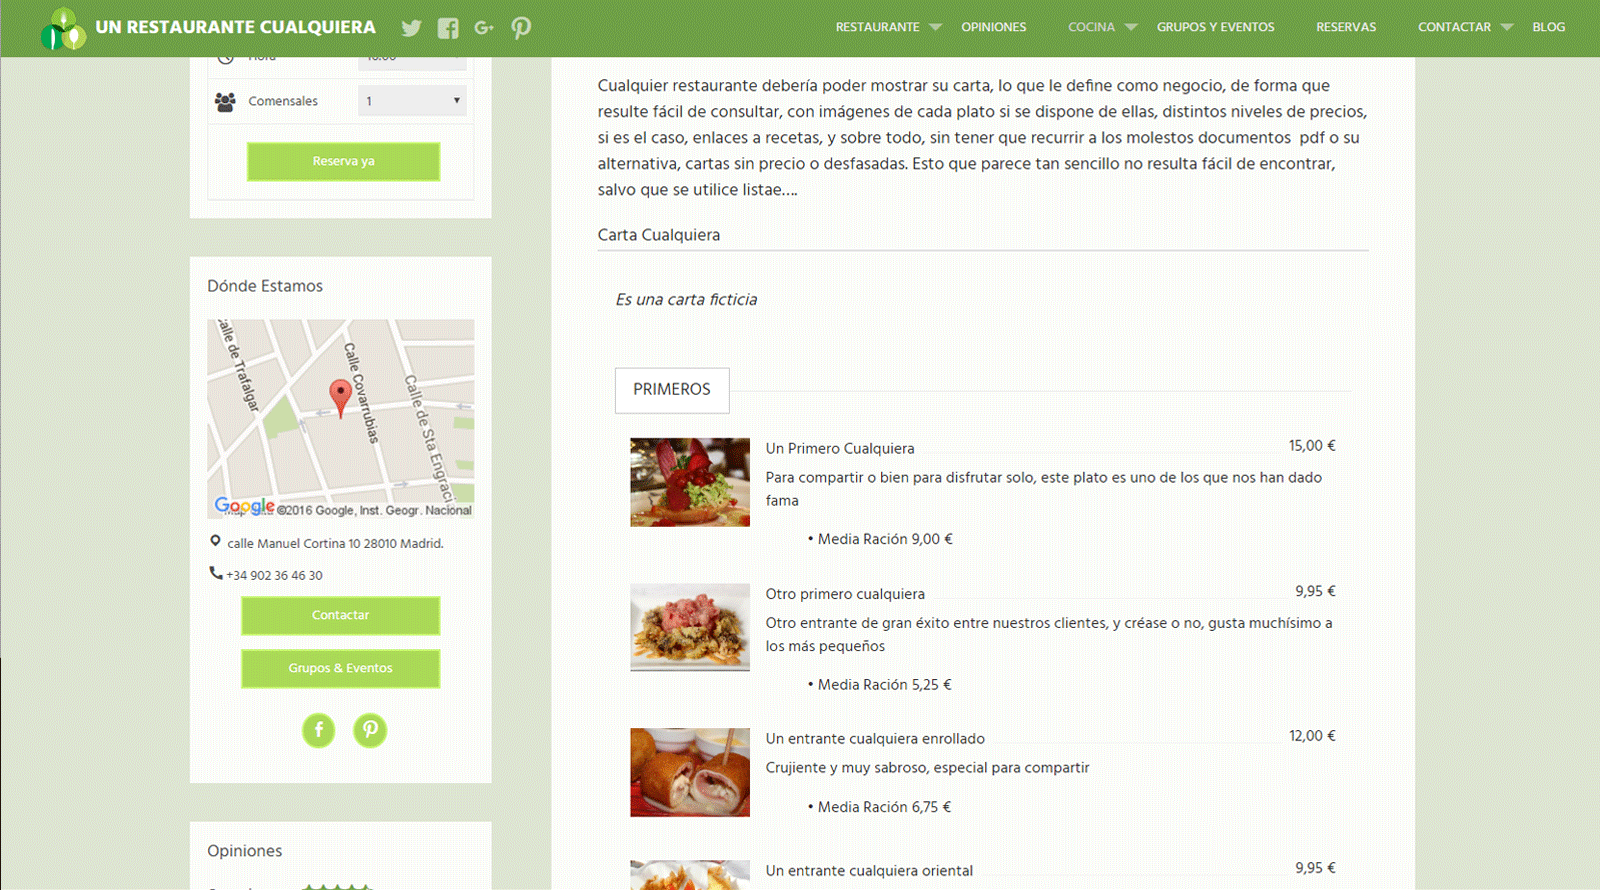 UN RESTAURANTE CUALQUIERA
RESTAURANTE OPINIONES COCINA GRUPOS Y EVENTOS RESERVAS CONTACTAR BLOG
Comensales 1
Reserva ya
Dónde Estamos
Calle de Trafalgar
Calle Covarrubias
Calle de Sta Engraci
Google
©2016 Google, Inst. Geogr. Nacional
calle Manuel Cortina 10 28010 Madrid.
+34 902 36 46 30
Contactar
Grupos & Eventos
Opiniones
Cualquier restaurante debería poder mostrar su carta, lo que le define como negocio, de forma que
resulte fácil de consultar, con imágenes de cada plato si se dispone de ellas, distintos niveles de precios,
si es el caso, enlaces a recetas, y sobre todo, sin tener que recurrir a los molestos documentos pdf o su
alternativa, cartas sin precio o desfasadas. Esto que parece tan sencillo no resulta fácil de encontrar,
salvo que se utilice listae….
Carta Cualquiera
Es una carta ficticia
PRIMEROS
Un Primero Cualquiera 15,00 €
Para compartir o bien para disfrutar solo, este plato es uno de los que nos han dado
fama
• Media Ración 9,00 €
Otro primero cualquiera 9,95 €
Otro entrante de gran éxito entre nuestros clientes, y créase o no, gusta muchísimo a
los más pequeños
• Media Ración 5,25 €
Un entrante cualquiera enrollado 12,00 €
Crujiente y muy sabroso, especial para compartir
• Media Ración 6,75 €
Un entrante cualquiera oriental 9,95 €